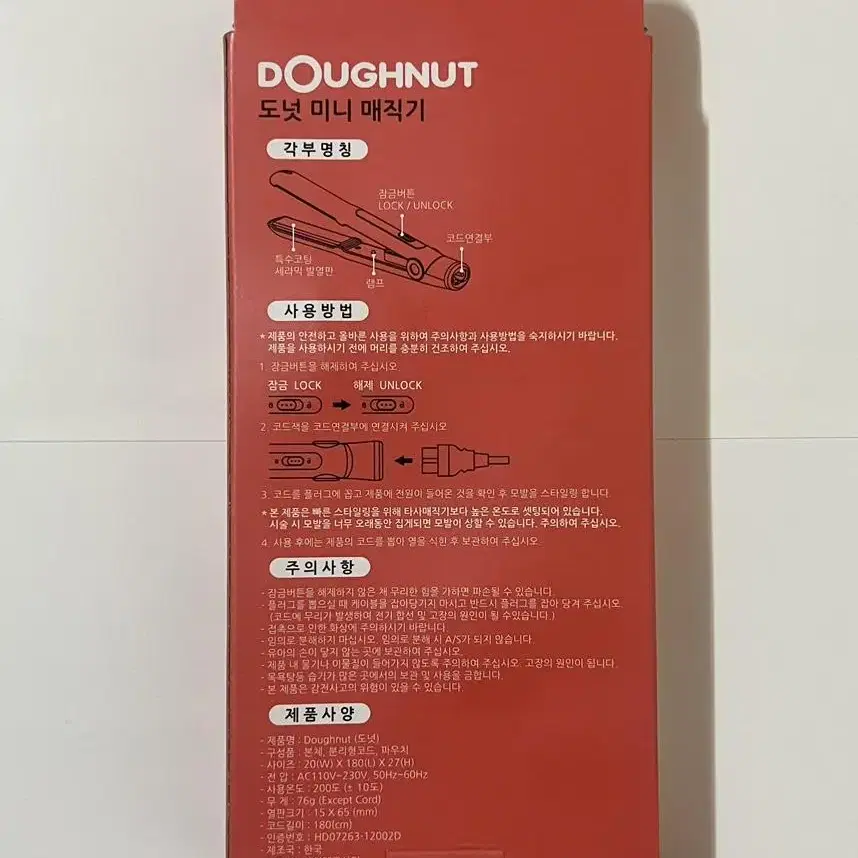 DOUGHNUT
도넛 미니 매직기
각부명칭
잠금버튼
LOCK / UNLOCK
코드연결부
특수코팅
세라믹 발열판
램프
사용방법
*제품의 안전하고 올바른 사용을 위하여 주의사항과 사용방법을 숙지하시기 바랍니다.
제품을 사용하시기 전에 머리를 충분히 건조하여 주십시오.
1. 잠금버튼을 해제하여 주십시오.
잠금 LOCK 해제 UNLOCK
2. 코드잭을 코드연결부에 연결시켜 주십시오
3. 코드를 플러그에 꼽고 제품에 전원이 들어온 것을 확인 후 모발을 스타일링 합니다.
*본 제품은 빠른 스타일링을 위해 타사매직기보다 높은 온도로 셋팅되어 있습니다.
시술 시 모발을 너무 오래동안 집게되면 모발이 상할 수 있습니다. 주의하여 주십시오.
4. 사용 후에는 제품의 코드를 뽑아 열을 식힌 후 보관하여 주십시오.
주의사항
- 잠금버튼을 해제하지 않은 채 무리한 힘을 가하면 파손될 수 있습니다.
- 플러그를 뽑으실 때 케이블을 잡아당기지 마시고 반드시 플러그를 잡아 당겨 주십시오.
(코드에 무리가 발생하여 전기 합선 및 고장의 원인이 될 수있습니다.)
- 접촉으로 인한 화상에 주의하시기 바랍니다.
- 임의로 분해하지 마십시오. 임의로 분해 시 A/S가 되지 않습니다.
- 유아의 손이 닿지 않는 곳에 보관하여 주십시오.
- 제품 내 물기나 이물질이 들어가지 않도록 주의하여 주십시오. 고장의 원인이 됩니다.
- 목욕탕등 습기가 많은 곳에서의 보관 및 사용을 금합니다.
- 본 제품은 감전사고의 위험이 있을 수 있습니다.
제품사양
- 제품명 : Doughnut (도넛)
- 구성품 : 본체, 분리형코드, 파우치
- 사이즈 : 20(W) X 180(L) X 27(H)
- 전 압 : AC110V~230V, 50Hz~60Hz
- 사용온도 : 200도 (± 10도)
- 무 게 : 76g (Except Cord)
- 열판크기 : 15 X 65 (mm)
- 코드길이 : 180(cm)
- 인증번호 : HD07263-12002D
- 제조국 : 한국